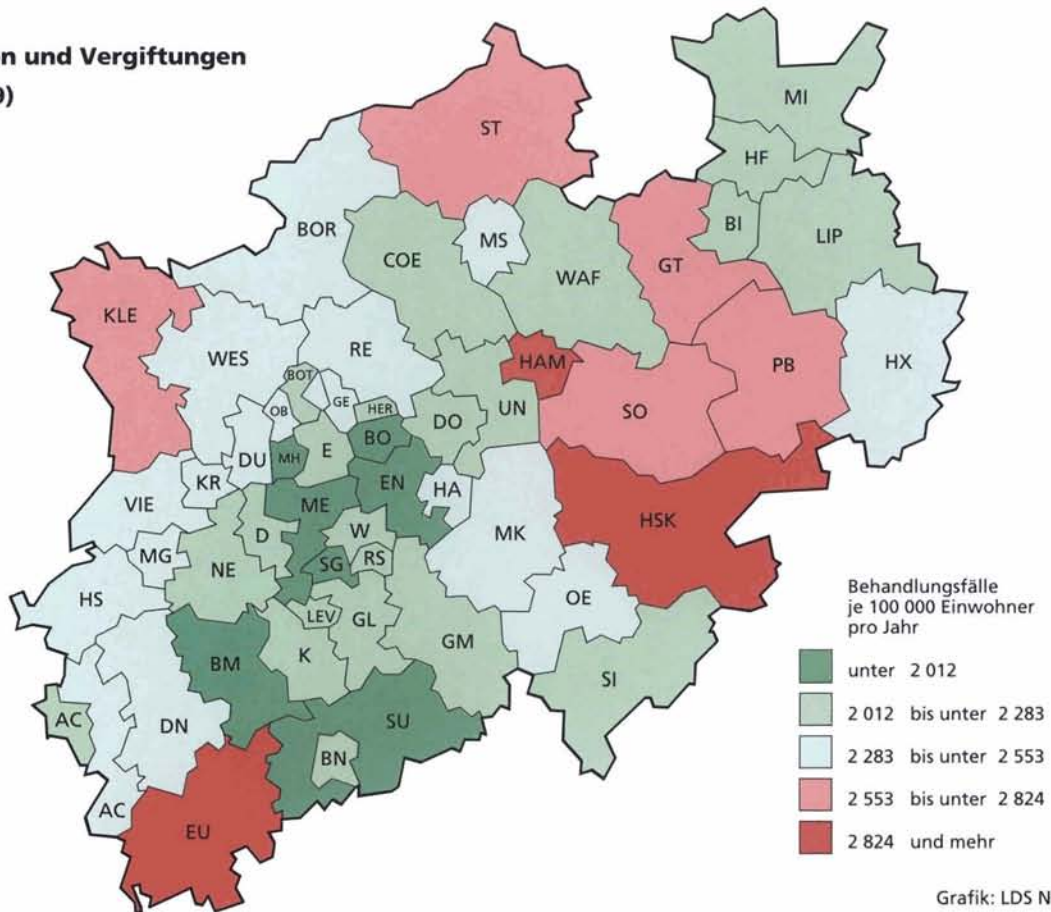 n und Vergiftungen
9)
MI
ST
HF
BI
LIP
BOR
MS
COE
GT
WAF
KLE
RE
WES
HAM
PB
HX
BOT
GE
OB
HER
UN
SO
DO
BO
E
MH
DU
KR
EN
HA
VIE
ME
W
D
HSK
MK
MG
SG
RS
NE
OE
HS
LEV
GL
K
GM
BM
SI
AC
DN
SU
BN
AC
EU
Behandlungsfälle
je 100 000 Einwohner
pro Jahr
unter 2 012
2 012 bis unter 2 283
2 283 bis unter 2 553
2 553 bis unter 2 824
2 824 und mehr
Grafik: LDS N